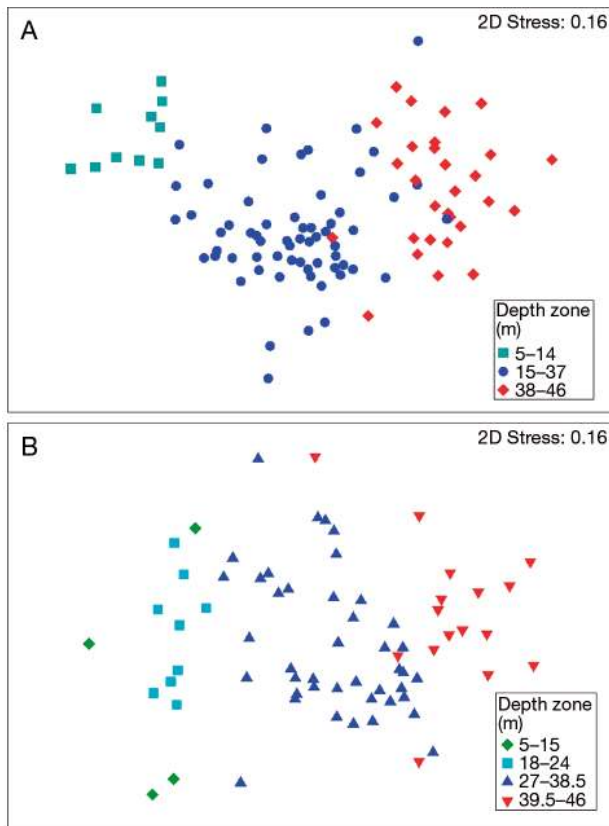 A
2D Stress: 0.16
Depth zone
(m)
5–14
15–37
38–46
B
2D Stress: 0.16
Depth zone
(m)
5–15
18–24
27–38.5
39.5–46